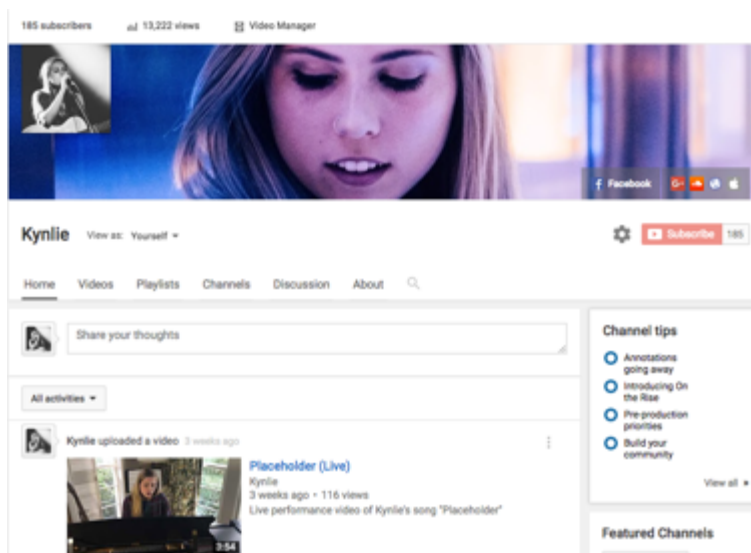 185 subscribers 13,222 views Video Manager
Facebook G+
Kynlie View as: Yourself
Subscribe 185
Home Videos Playlists Channels Discussion About
Share your thoughts
All activities
Kynlie uploaded a video 3 weeks ago
Placeholder (Live)
Kynlie
3 weeks ago • 116 views
Live performance video of Kynlie's song "Placeholder"
3:54
Channel tips
Annotations
going away
Introducing On
the Rise
Pre-production
priorities
Build your
community
View all »
Featured Channels